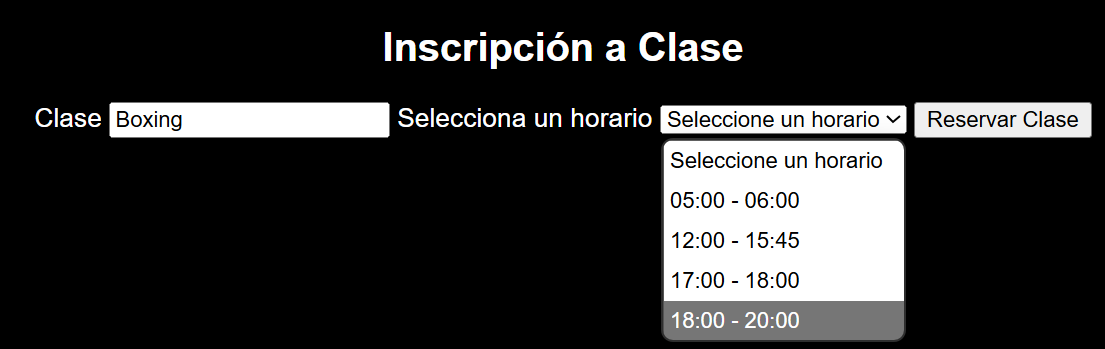 Inscripción a Clase
Clase Boxing Selecciona un horario Seleccione un horario Reservar Clase
Seleccione un horario
05:00 - 06:00
12:00 - 15:45
17:00 - 18:00
18:00 - 20:00